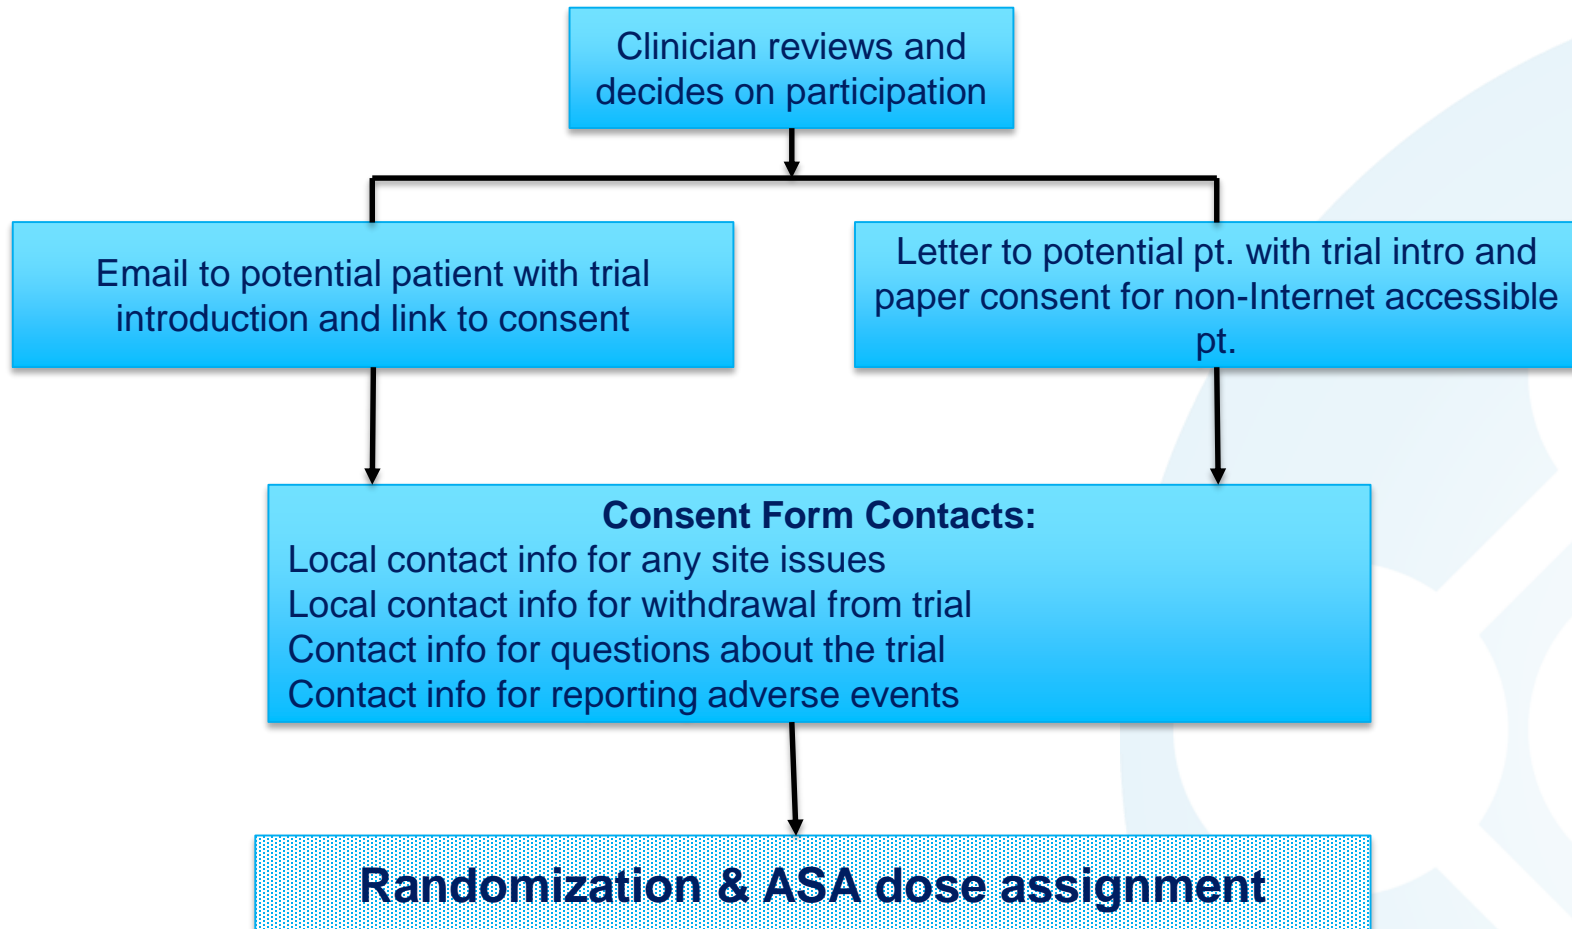 Clinician reviews and
decides on participation
Email to potential patient with trial
introduction and link to consent
Letter to potential pt. with trial intro and
paper consent for non-Internet accessible
pt.
Consent Form Contacts:
Local contact info for any site issues
Local contact info for withdrawal from trial
Contact info for questions about the trial
Contact info for reporting adverse events
Randomization & ASA dose assignment